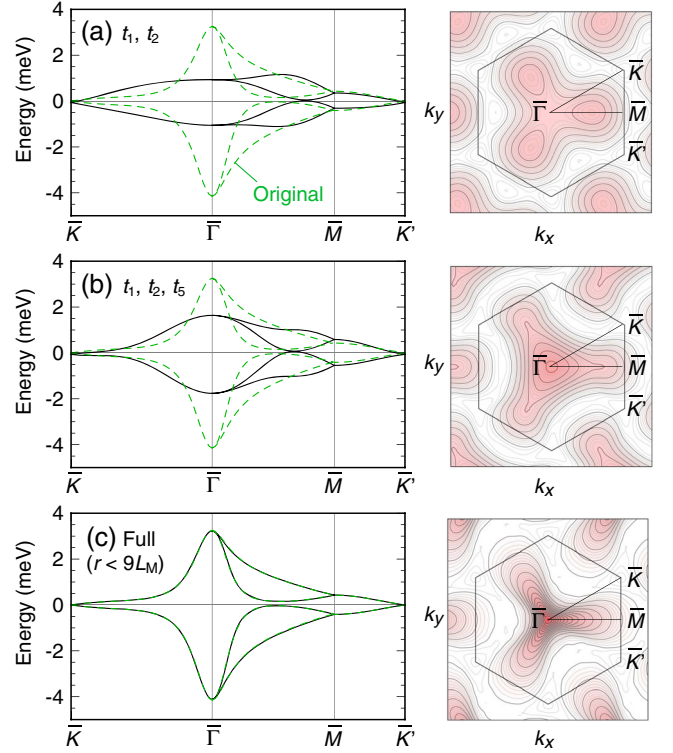 (a) t1, t2
Energy (meV)
4
2
0
-2
-4
Original
K̅ Γ̅ M̅ K̅'
ky
kx
Γ̅
K̅
M̅
K̅'
(b) t1, t2, t5
Energy (meV)
4
2
0
-2
-4
K̅ Γ̅ M̅ K̅'
ky
kx
Γ̅
K̅
M̅
K̅'
(c) Full
(r < 9LM)
Energy (meV)
4
2
0
-2
-4
K̅ Γ̅ M̅ K̅'
ky
kx
Γ̅
K̅
M̅
K̅'